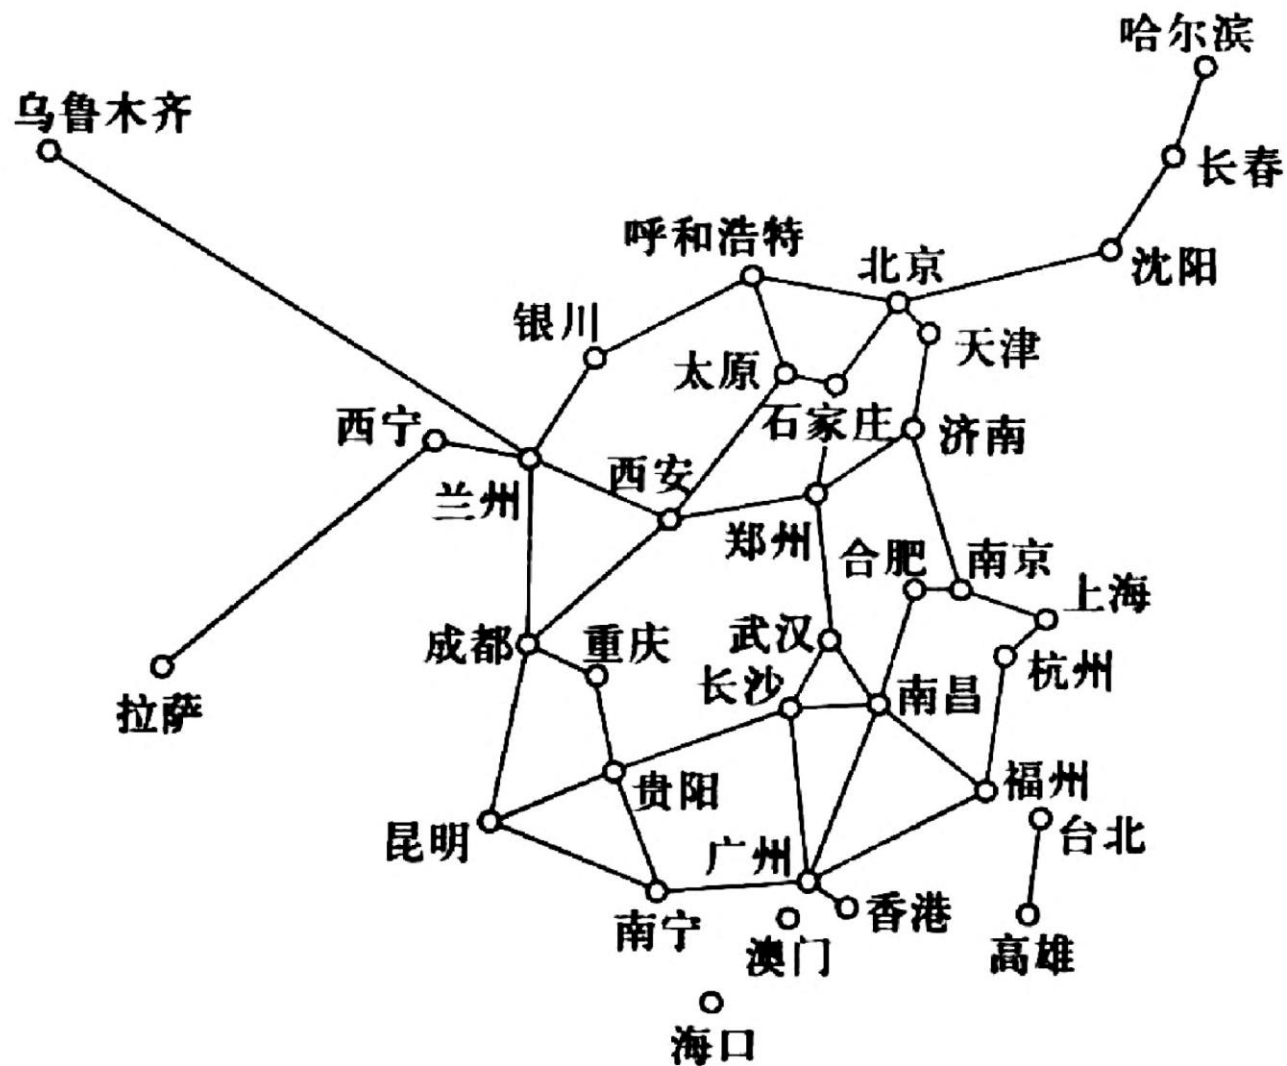 哈尔滨
乌鲁木齐
长春
呼和浩特
北京
沈阳
银川
天津
太原
西宁
石家庄
济南
兰州
西安
郑州
合肥
南京
上海
成都
重庆
武汉
杭州
拉萨
长沙
南昌
贵阳
福州
昆明
广州
台北
南宁
香港
澳门
高雄
海口